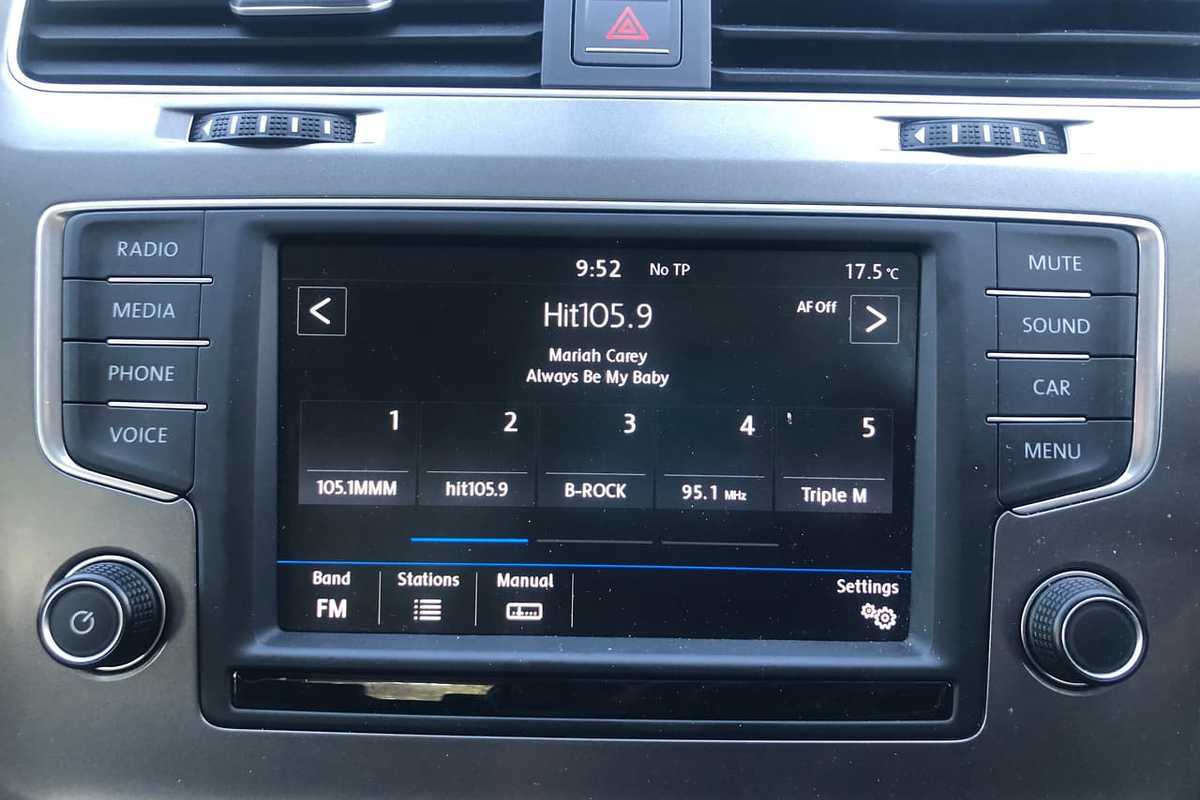 RADIO
MEDIA
PHONE
VOICE
9:52 No TP 17.5 °C
Hit105.9 AF Off
Mariah Carey
Always Be My Baby
1 2 3 4 5
105.1MMM hit105.9 B-ROCK 95.1 MHz Triple M
Band Stations Manual Settings
FM
MUTE
SOUND
CAR
MENU